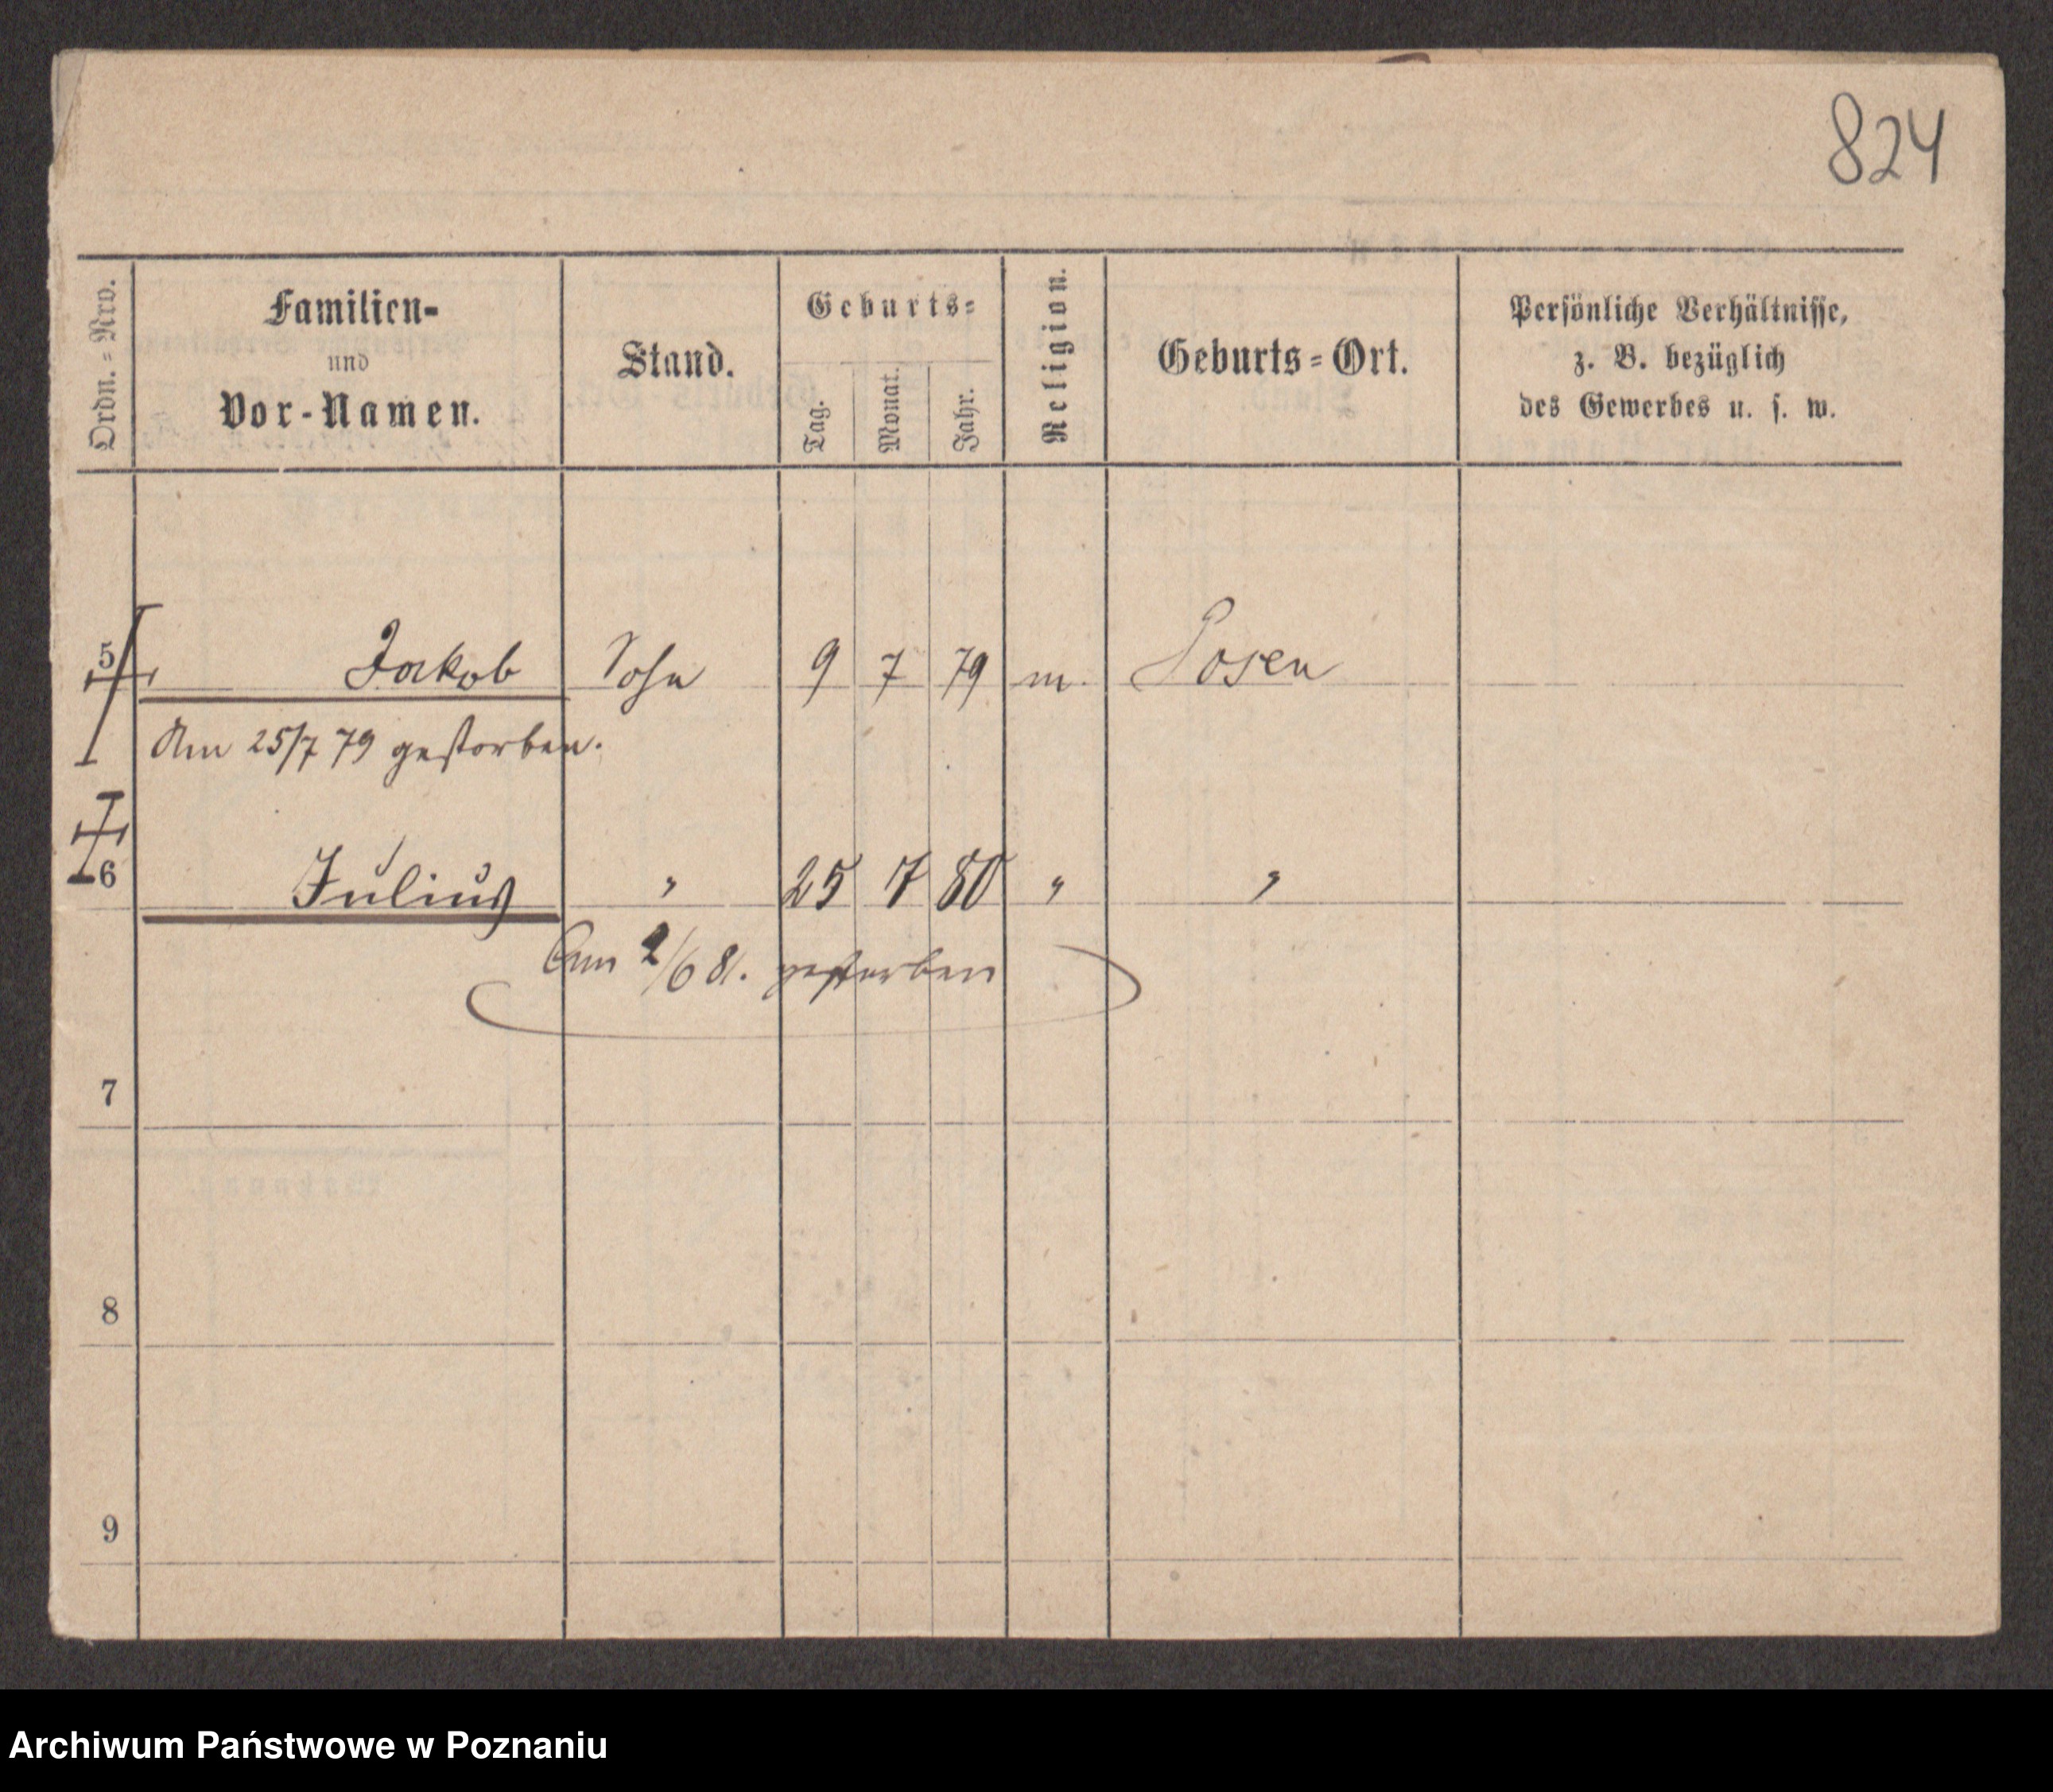 824
Ordn.=Nro.
Familien-
und
Vor-Namen.
Stand.
Geburts=
Tag.
Monat.
Jahr.
Religion.
Geburts=Ort.
Persönliche Verhältnisse,
z. B. bezüglich
des Gewerbes u. s. w.
5 Jakob Sohn 9 7 79 m. Posen
Am 25/7 79 gestorben.
6 Julius " 25 7 80 " "
Am 2/6 81. gestorben
7
8
9
Archiwum Państwowe w Poznaniu